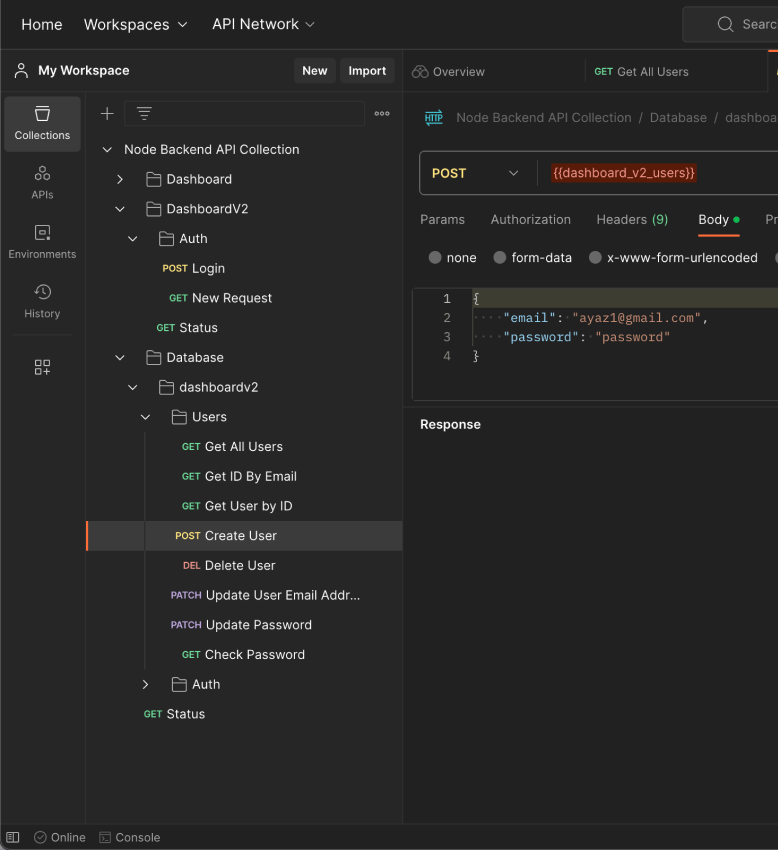 Home Workspaces API Network Searc
My Workspace New Import
Overview GET Get All Users
Collections
APIs
Environments
History
Node Backend API Collection
Dashboard
DashboardV2
Auth
POST Login
GET New Request
GET Status
Database
dashboardv2
Users
GET Get All Users
GET Get ID By Email
GET Get User by ID
POST Create User
DEL Delete User
PATCH Update User Email Addr...
PATCH Update Password
GET Check Password
Auth
GET Status
HTTP Node Backend API Collection / Database / dashboa
POST {{dashboard_v2_users}}
Params Authorization Headers (9) Body Pr
none form-data x-www-form-urlencoded
1 {
2 ····"email":·"ayaz1@gmail.com",
3 ····"password":·"password"
4 }
Response
Online Console